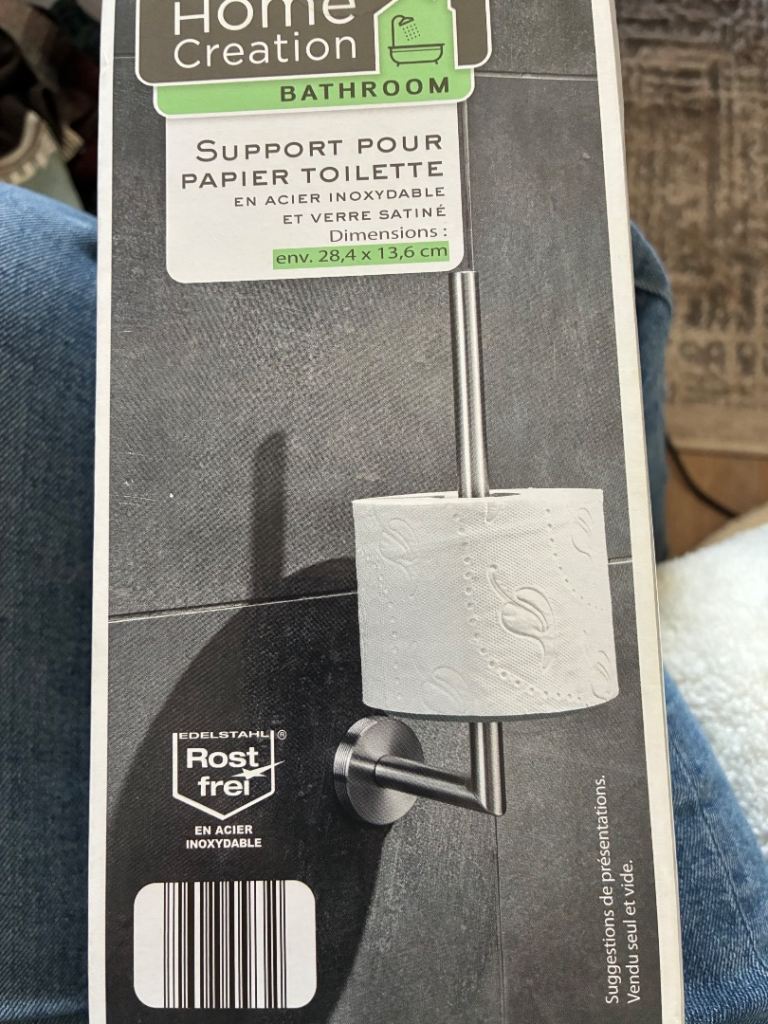 Home
Creation
BATHROOM
SUPPORT POUR
PAPIER TOILETTE
EN ACIER INOXYDABLE
ET VERRE SATINÉ
Dimensions :
env. 28,4 x 13,6 cm
EDELSTAHL ®
Rost
frei
EN ACIER
INOXYDABLE
Suggestions de présentations.
Vendu seul et vide.